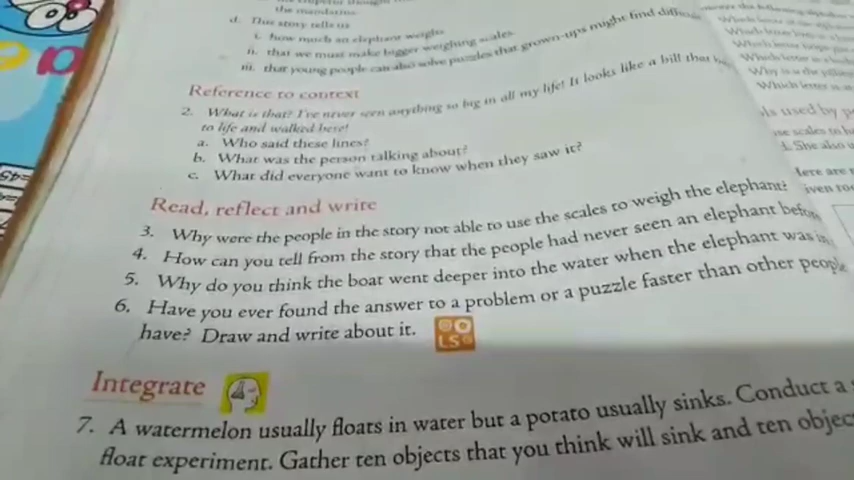 the mandarins.
d. This story tells us
i. how much an elephant weighs.
ii. that we must make bigger weighing scales.
iii. that young people can also solve puzzles that grown-ups might find difficult
Reference to context
2. What is that? I've never seen anything so big in all my life! It looks like a hill that
to life and walked here!
a. Who said these lines?
b. What was the person talking about?
c. What did everyone want to know when they saw it?
Read, reflect and write
3. Why were the people in the story not able to use the scales to weigh the elephant?
4. How can you tell from the story that the people had never seen an elephant before
5. Why do you think the boat went deeper into the water when the elephant was in
6. Have you ever found the answer to a problem or a puzzle faster than other people
have? Draw and write about it.
LS
Integrate
7. A watermelon usually floats in water but a potato usually sinks. Conduct a
float experiment. Gather ten objects that you think will sink and ten objec
10